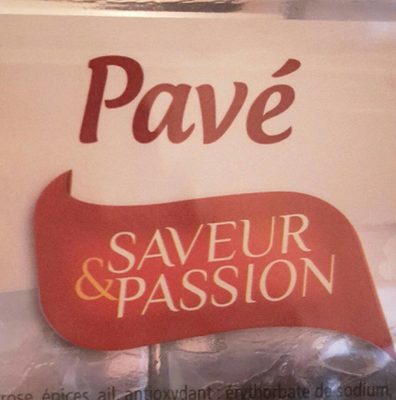 Pavé
SAVEUR
&PASSION
épices, ail, antioxydant : érythorbate de sodium,